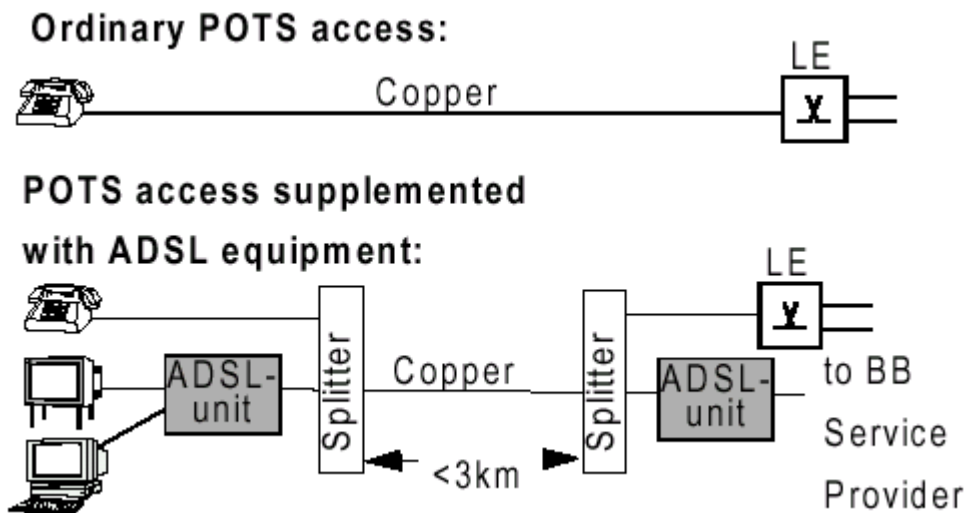 Ordinary POTS access:
LE
Copper
POTS access supplemented
with ADSL equipment:
LE
Splitter
Splitter
ADSL-
unit
Copper
ADSL-
unit
to BB
Service
Provider
<3km